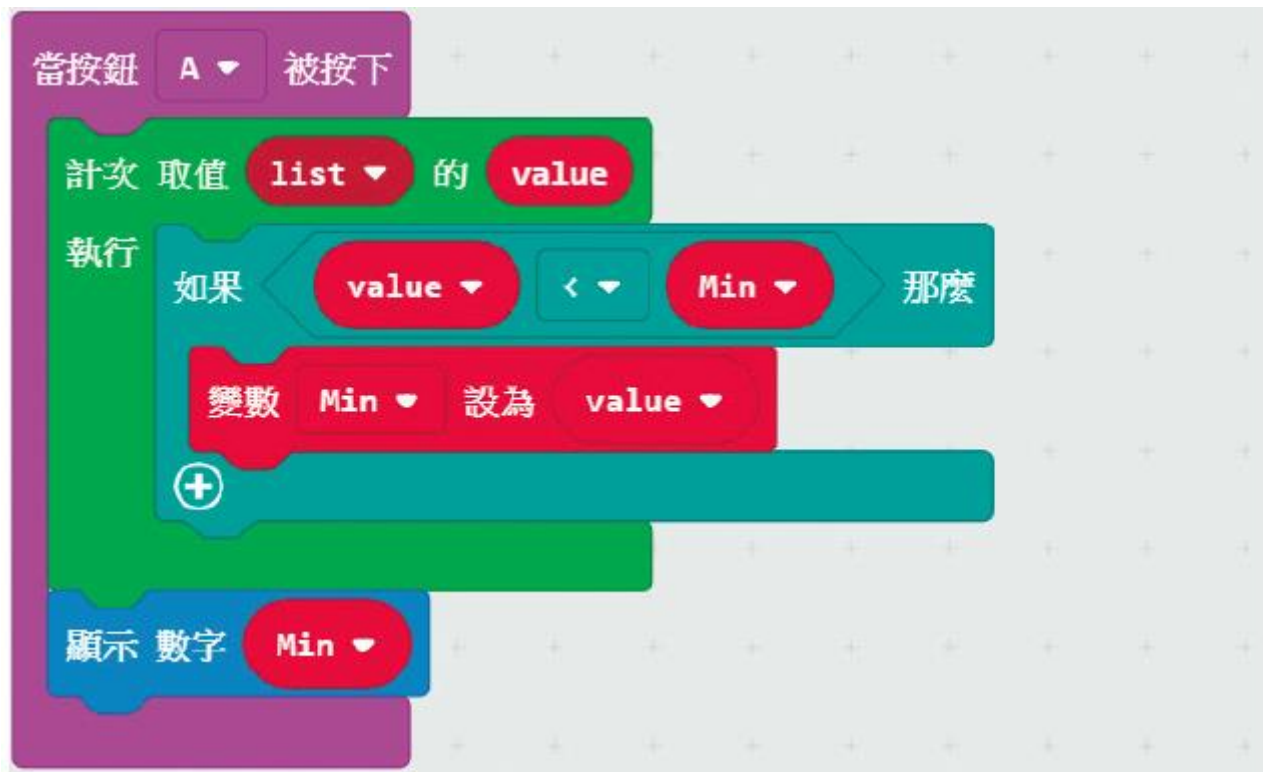 當按鈕 A 被按下
計次 取值 list 的 value
執行
如果 value < Min 那麼
變數 Min 設為 value
顯示 數字 Min